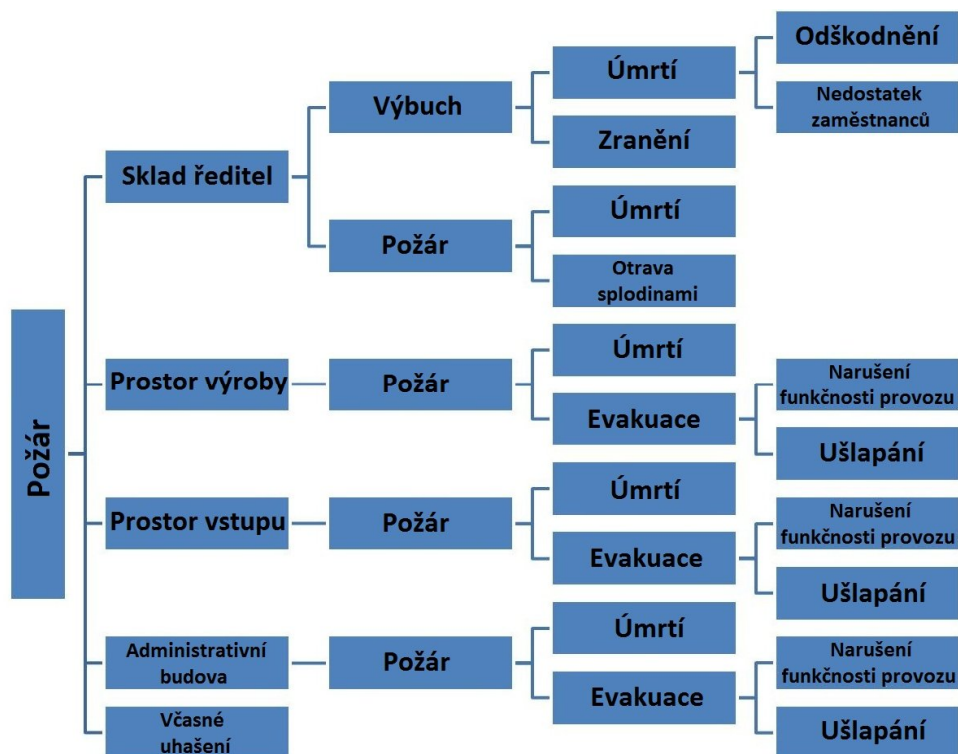 Požár
Sklad ředitel
Výbuch
Úmrtí
Odškodnění
Nedostatek
zaměstnanců
Zranění
Požár
Úmrtí
Otrava
splodinami
Prostor výroby
Požár
Úmrtí
Evakuace
Narušení
funkčnosti provozu
Ušlapání
Prostor vstupu
Požár
Úmrtí
Evakuace
Narušení
funkčnosti provozu
Ušlapání
Administrativní
budova
Požár
Úmrtí
Evakuace
Narušení
funkčnosti provozu
Ušlapání
Včasné
uhašení